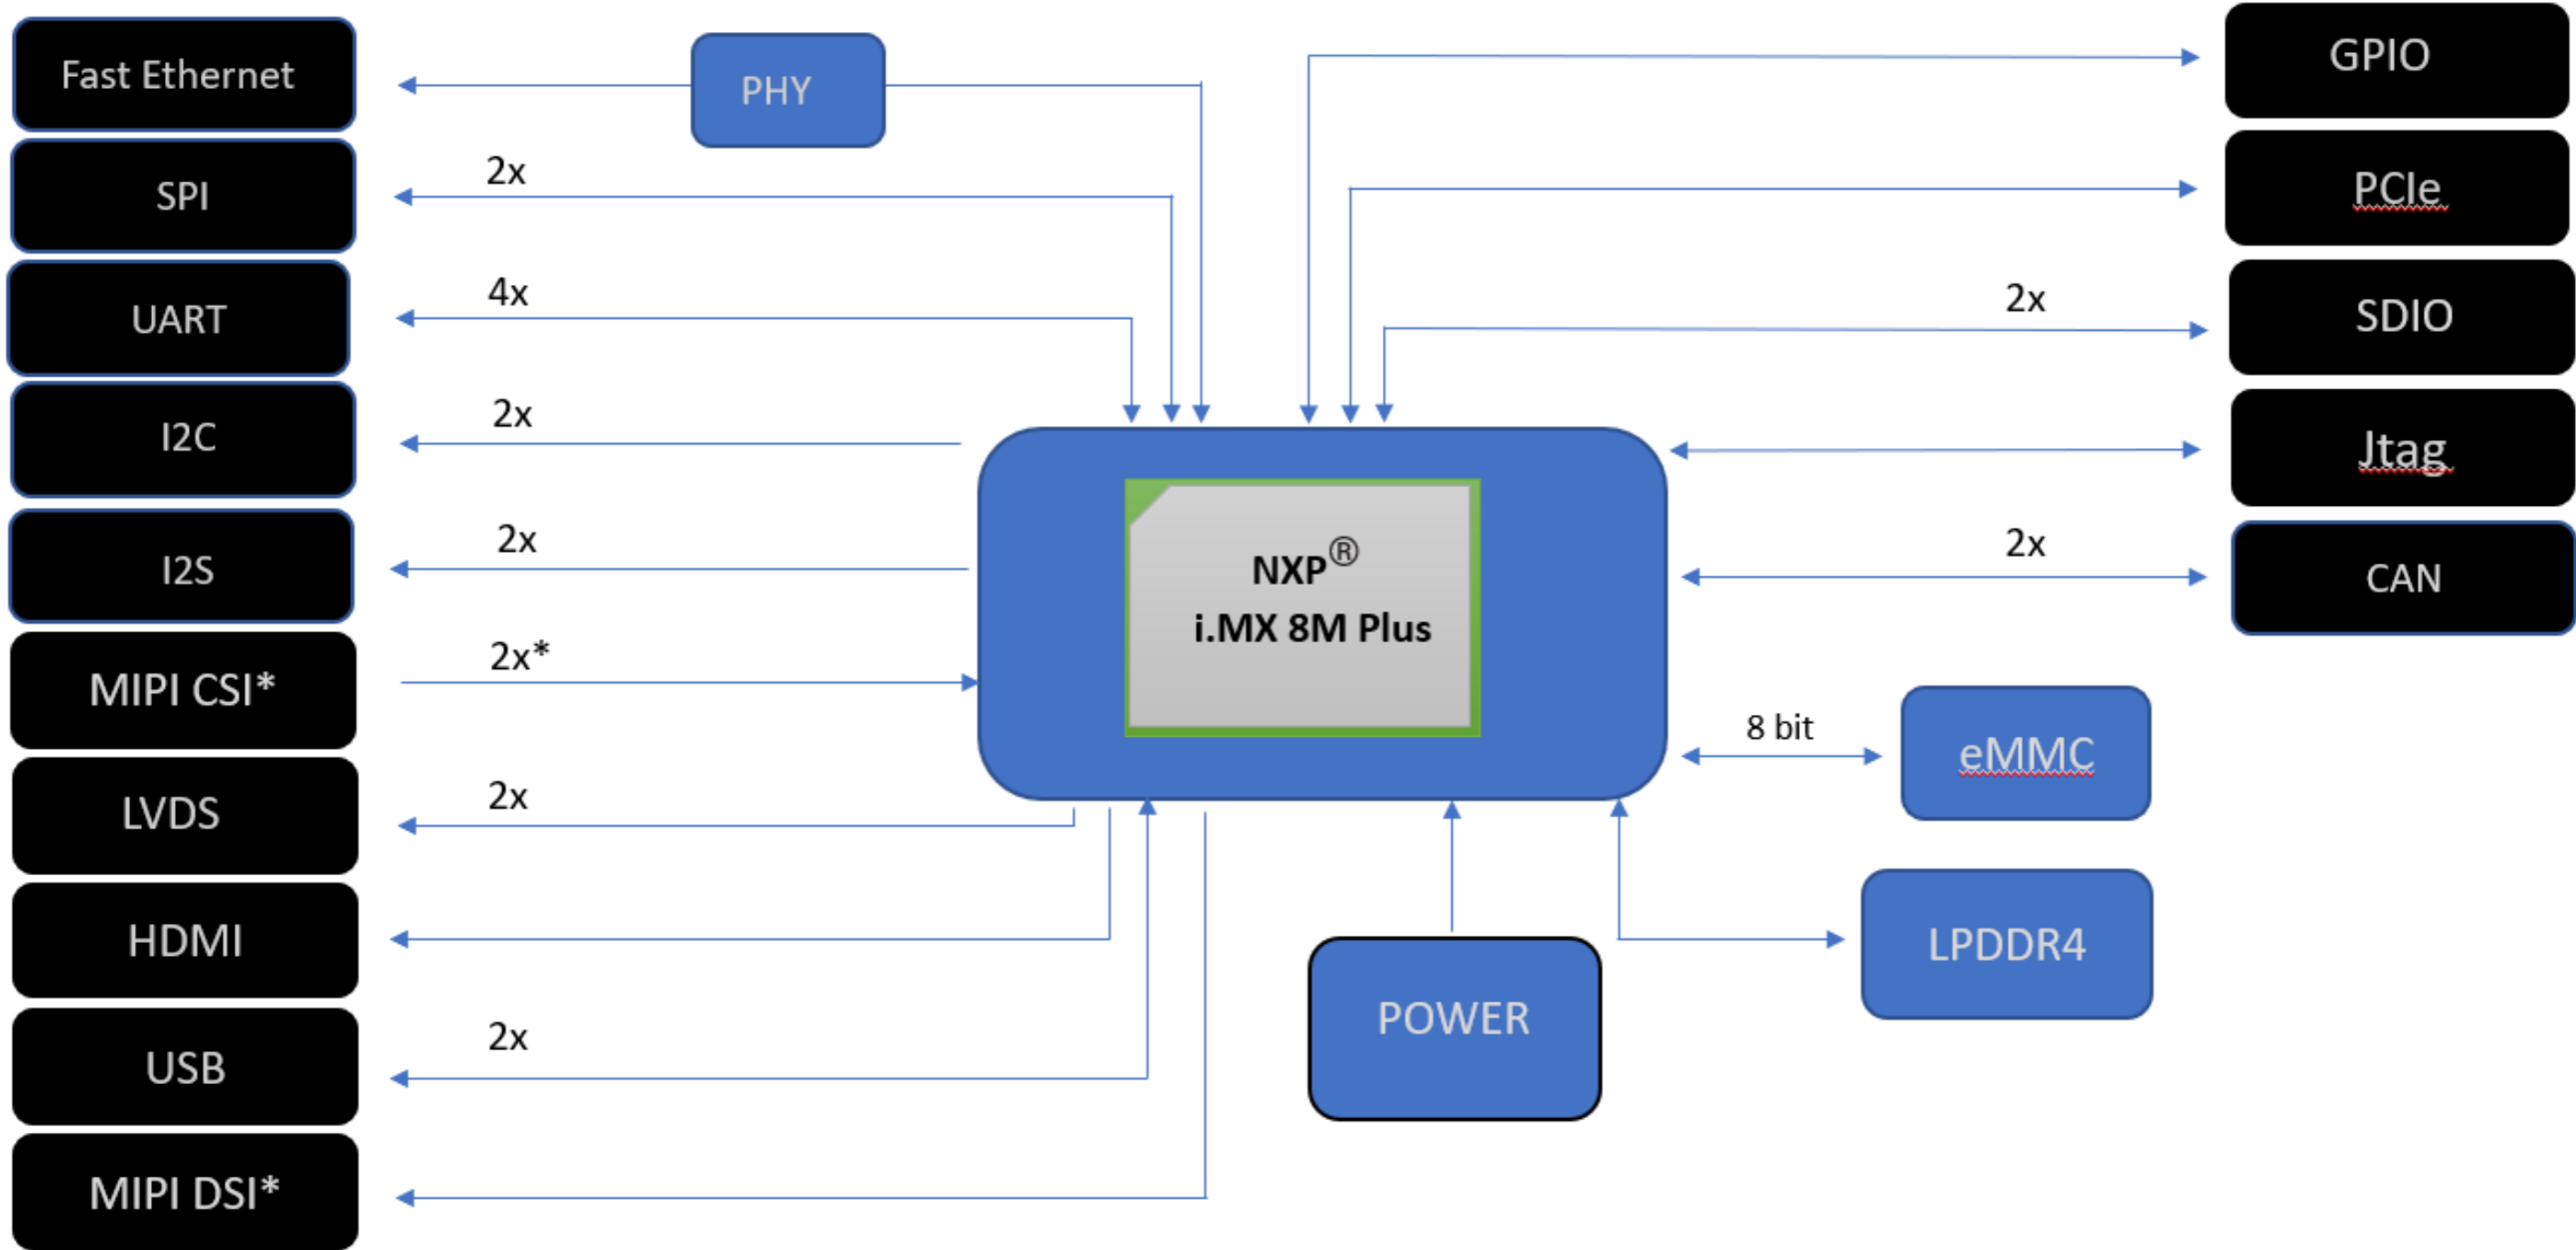 Fast Ethernet
PHY
GPIO
SPI
2x
PCIe
UART
4x
2x
SDIO
I2C
2x
Jtag
I2S
2x
NXP®
i.MX 8M Plus
2x
CAN
MIPI CSI*
2x*
8 bit
eMMC
LVDS
2x
HDMI
POWER
LPDDR4
USB
2x
MIPI DSI*